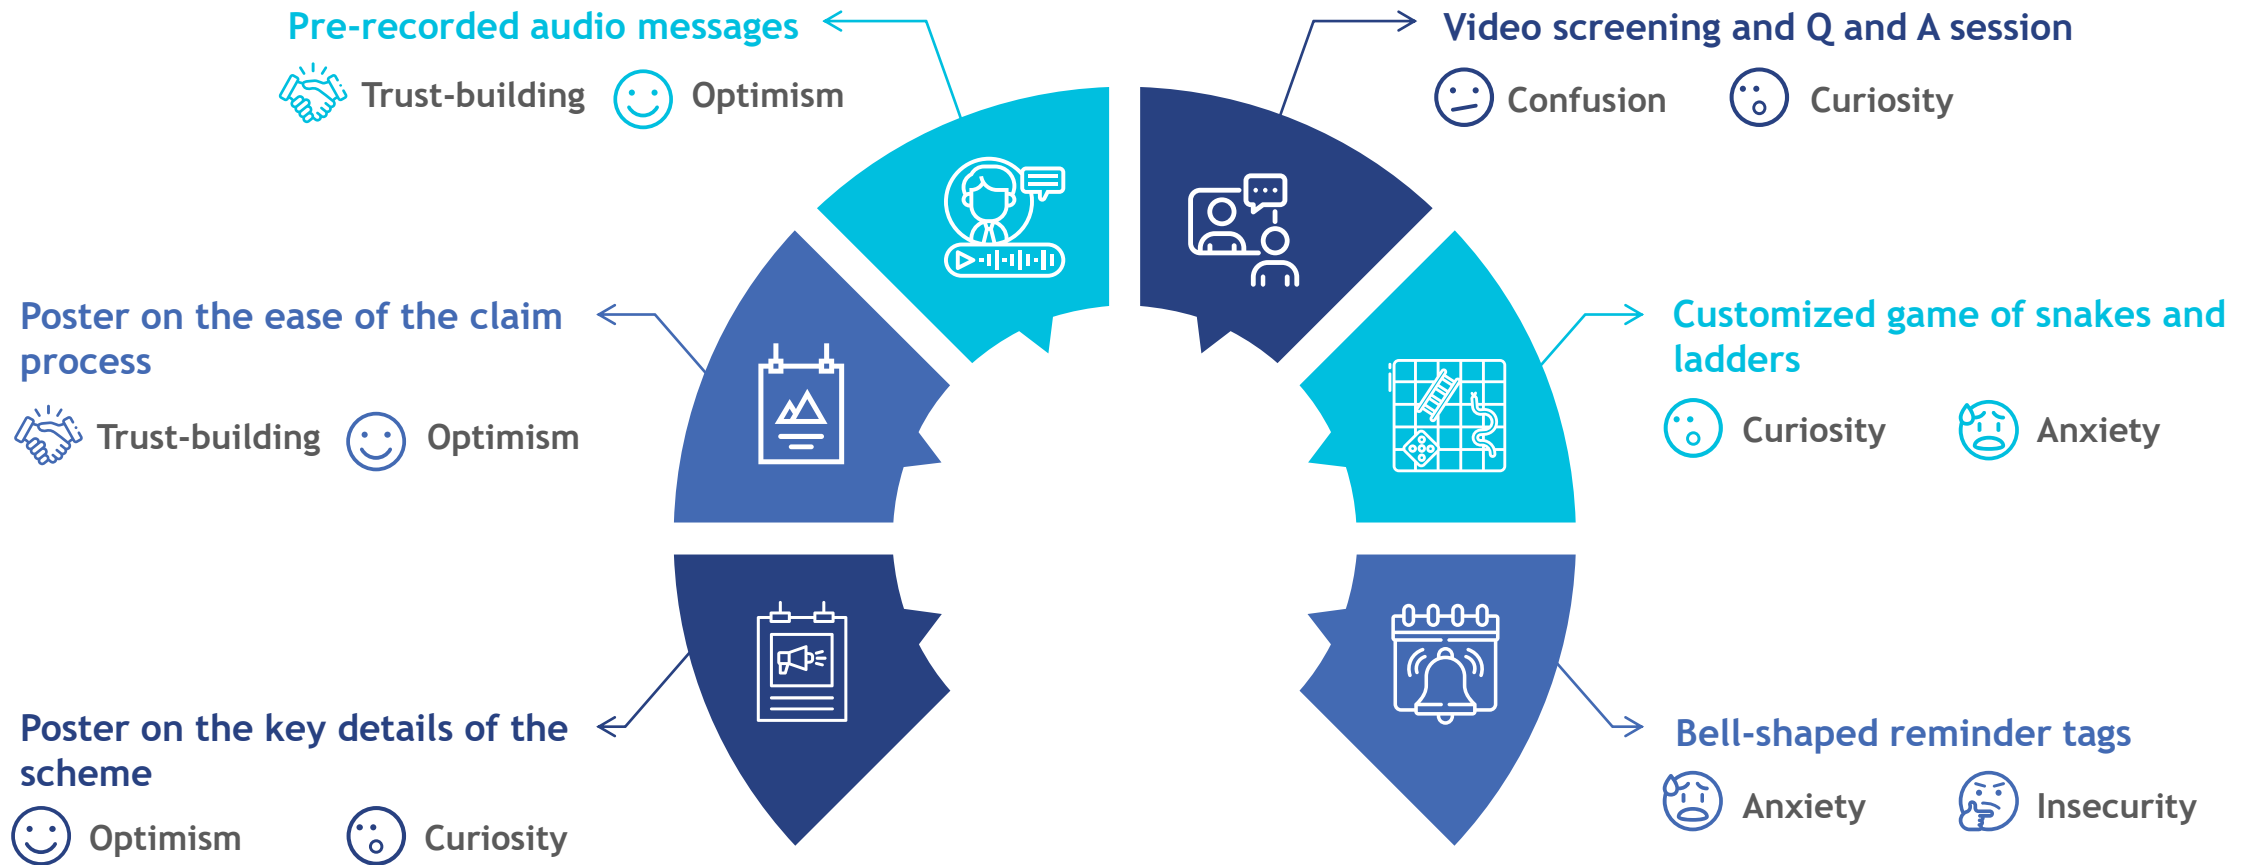 Pre-recorded audio messages
Trust-building
Optimism
Video screening and Q and A session
Confusion
Curiosity
Poster on the ease of the claim
process
Trust-building
Optimism
Customized game of snakes and
ladders
Curiosity
Anxiety
Poster on the key details of the
scheme
Optimism
Curiosity
Bell-shaped reminder tags
Anxiety
Insecurity